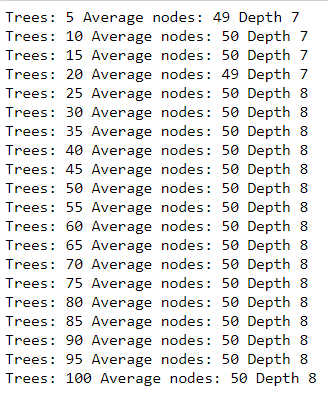 Trees: 5 Average nodes: 49 Depth 7
Trees: 10 Average nodes: 50 Depth 7
Trees: 15 Average nodes: 50 Depth 7
Trees: 20 Average nodes: 49 Depth 7
Trees: 25 Average nodes: 50 Depth 8
Trees: 30 Average nodes: 50 Depth 8
Trees: 35 Average nodes: 50 Depth 8
Trees: 40 Average nodes: 50 Depth 8
Trees: 45 Average nodes: 50 Depth 8
Trees: 50 Average nodes: 50 Depth 8
Trees: 55 Average nodes: 50 Depth 8
Trees: 60 Average nodes: 50 Depth 8
Trees: 65 Average nodes: 50 Depth 8
Trees: 70 Average nodes: 50 Depth 8
Trees: 75 Average nodes: 50 Depth 8
Trees: 80 Average nodes: 50 Depth 8
Trees: 85 Average nodes: 50 Depth 8
Trees: 90 Average nodes: 50 Depth 8
Trees: 95 Average nodes: 50 Depth 8
Trees: 100 Average nodes: 50 Depth 8